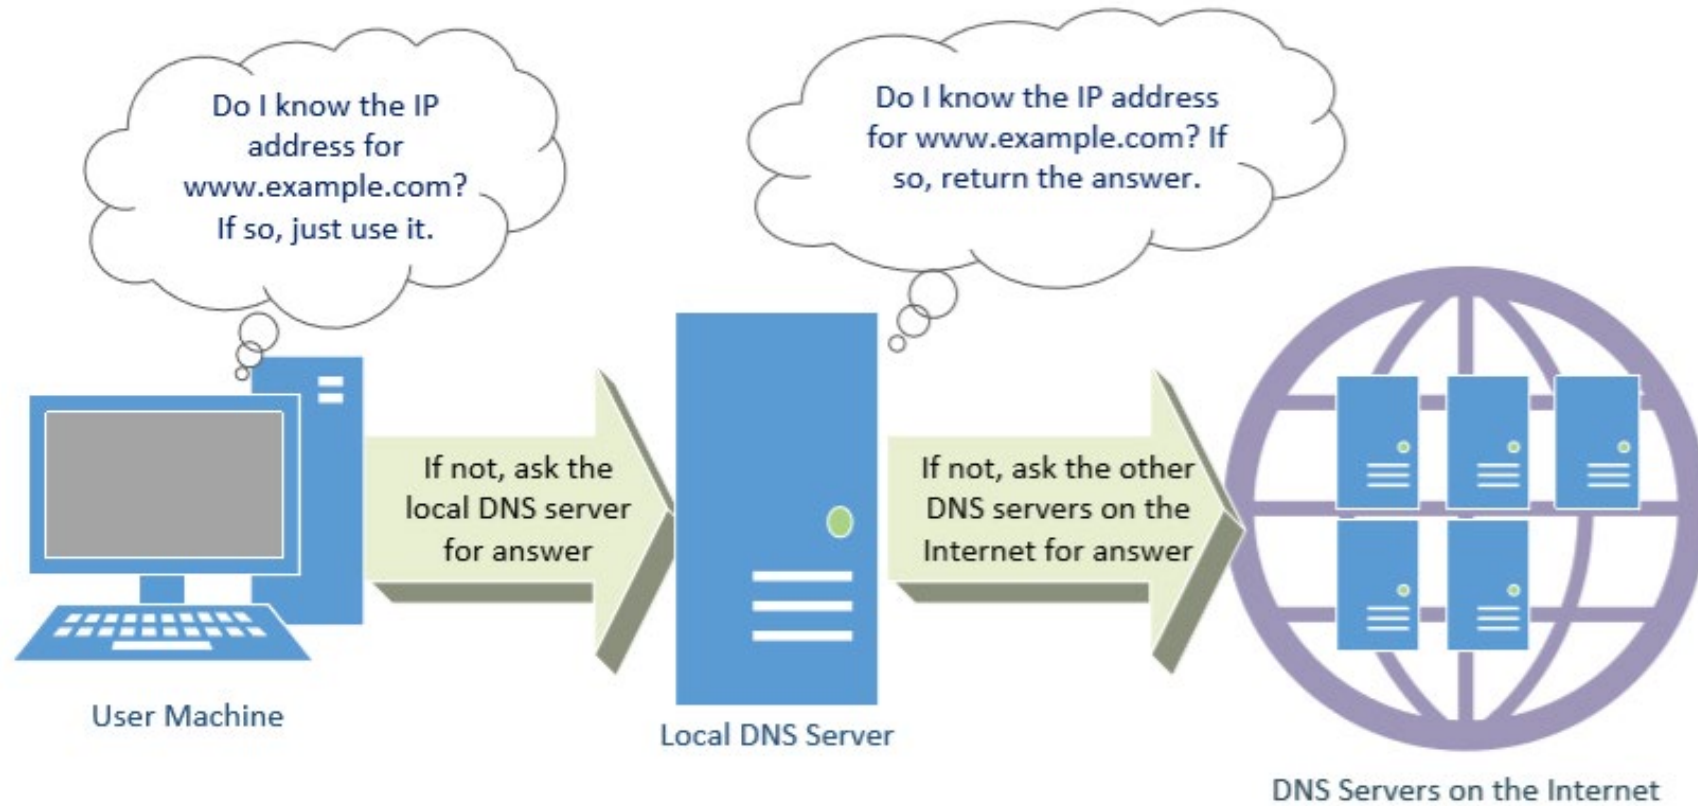 Do I know the IP
address for
www.example.com?
If so, just use it.
Do I know the IP address
for www.example.com? If
so, return the answer.
If not, ask the
local DNS server
for answer
If not, ask the other
DNS servers on the
Internet for answer
User Machine
Local DNS Server
DNS Servers on the Internet